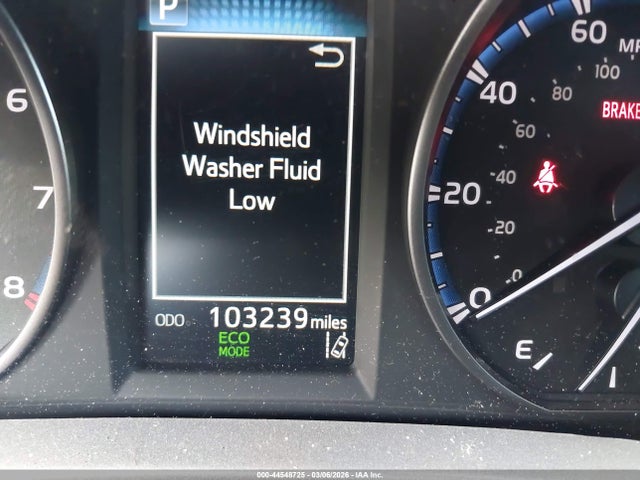 P
Windshield
Washer Fluid
Low
ODO 103239 miles
ECO
MODE
6
7
8
60
40
20
0
100
80
60
40
20
0
BRAKE
E
000-44548725 - 03/06/2026 - IAA Inc.